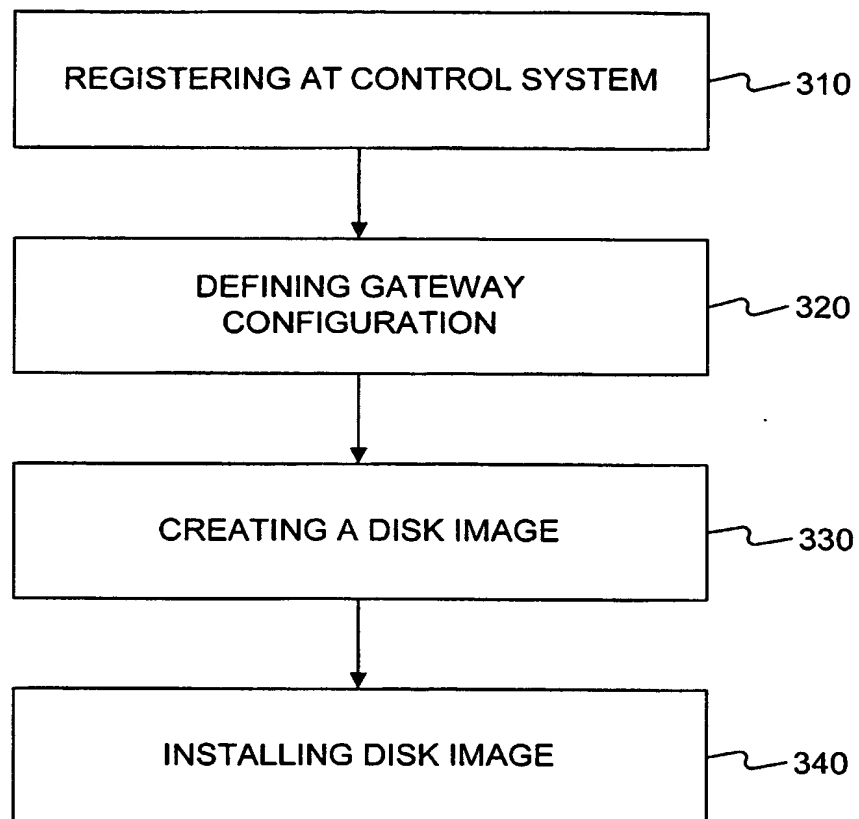 REGISTERING AT CONTROL SYSTEM
310
DEFINING GATEWAY
CONFIGURATION
320
CREATING A DISK IMAGE
330
INSTALLING DISK IMAGE
340